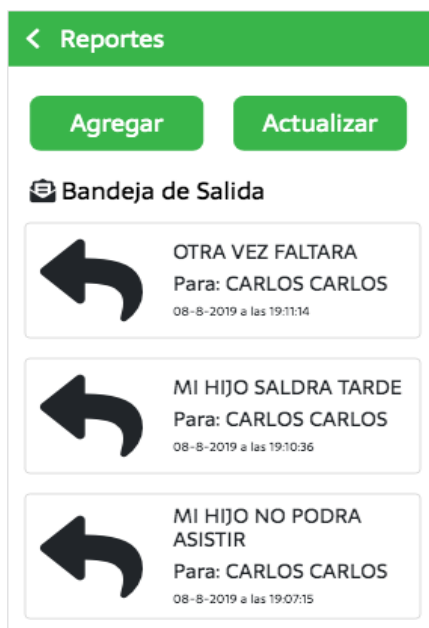 Reportes
Agregar
Actualizar
Bandeja de Salida
OTRA VEZ FALTARA
Para: CARLOS CARLOS
08-8-2019 a las 19:11:14
MI HIJO SALDRA TARDE
Para: CARLOS CARLOS
08-8-2019 a las 19:10:36
MI HIJO NO PODRA
ASISTIR
Para: CARLOS CARLOS
08-8-2019 a las 19:07:15